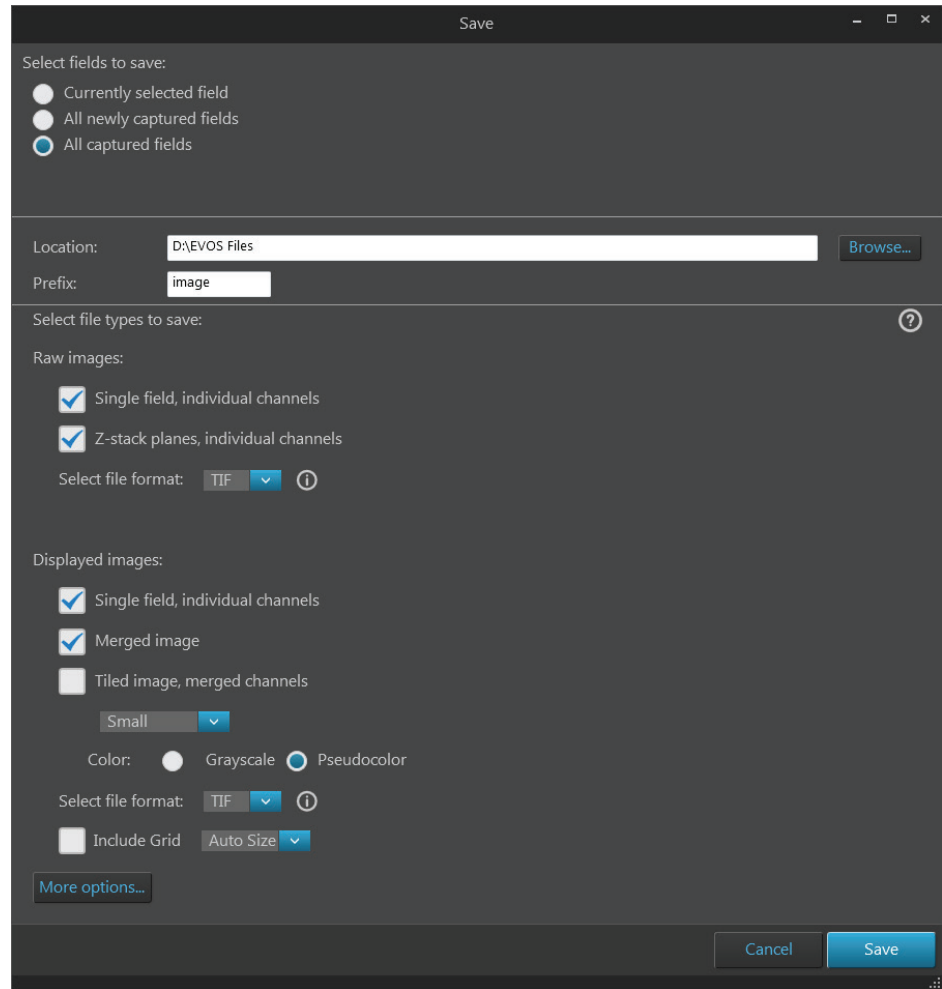 Save
Select fields to save:
Currently selected field
All newly captured fields
All captured fields
Location: D:\EVOS Files Browse...
Prefix: image
Select file types to save: ?
Raw images:
Single field, individual channels
Z-stack planes, individual channels
Select file format: TIF i
Displayed images:
Single field, individual channels
Merged image
Tiled image, merged channels
Small
Color: Grayscale Pseudocolor
Select file format: TIF i
Include Grid Auto Size
More options...
Cancel Save